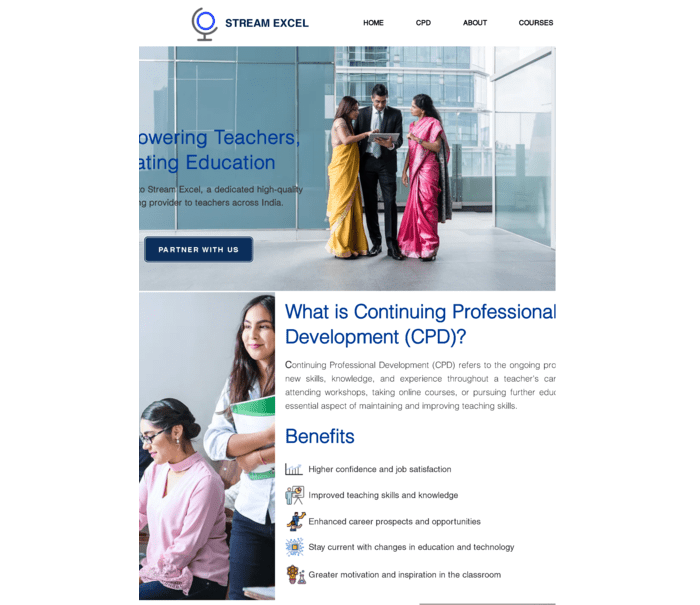 STREAM EXCEL
HOME CPD ABOUT COURSES
owering Teachers,
ating Education
to Stream Excel, a dedicated high-quality
ng provider to teachers across India.
PARTNER WITH US
What is Continuing Professional
Development (CPD)?
Continuing Professional Development (CPD) refers to the ongoing pro
new skills, knowledge, and experience throughout a teacher's car
attending workshops, taking online courses, or pursuing further educ
essential aspect of maintaining and improving teaching skills.
Benefits
Higher confidence and job satisfaction
Improved teaching skills and knowledge
Enhanced career prospects and opportunities
Stay current with changes in education and technology
Greater motivation and inspiration in the classroom